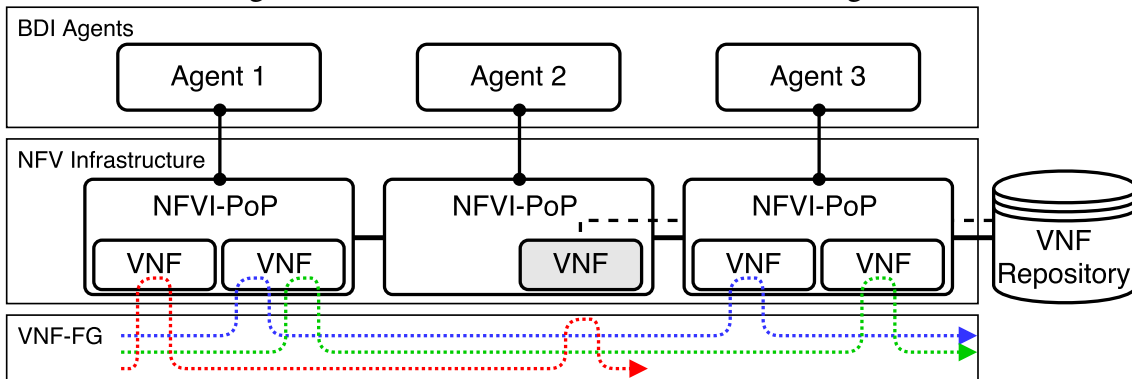 BDI Agents
Agent 1
Agent 2
Agent 3
NFV Infrastructure
NFVI-PoP
NFVI-PoP
NFVI-PoP
VNF
VNF
VNF
VNF
VNF
VNF
Repository
VNF-FG